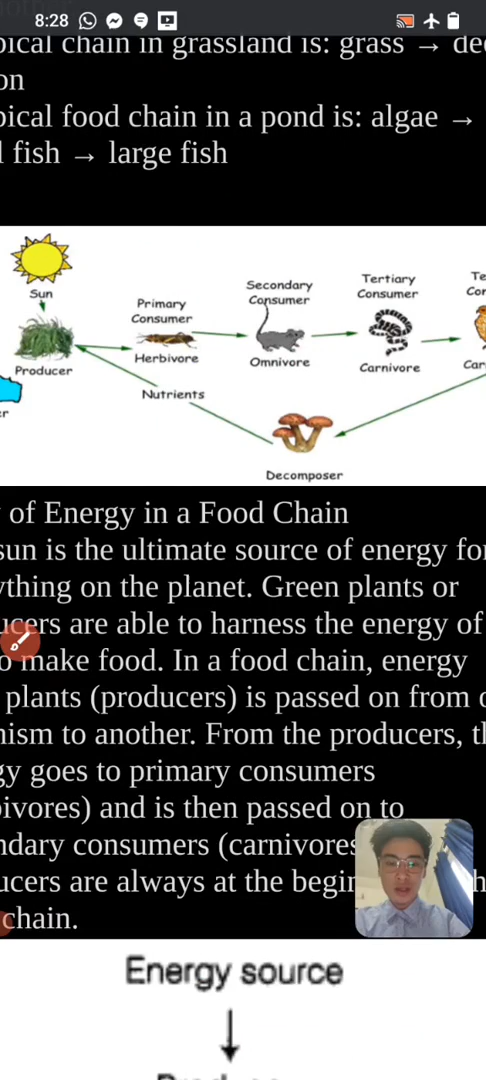 8:28
pical chain in grassland is: grass → dee
on
pical food chain in a pond is: algae →
l fish → large fish
Sun
Producer
Primary
Consumer
Herbivore
Secondary
Consumer
Omnivore
Tertiary
Consumer
Carnivore
Te
Con
Car
er
Nutrients
Decomposer
of Energy in a Food Chain
sun is the ultimate source of energy for
ything on the planet. Green plants or
ucers are able to harness the energy of
o make food. In a food chain, energy
plants (producers) is passed on from o
nism to another. From the producers, th
gy goes to primary consumers
bivores) and is then passed on to
ndary consumers (carnivores
ucers are always at the begin h
chain.
Energy source
↓